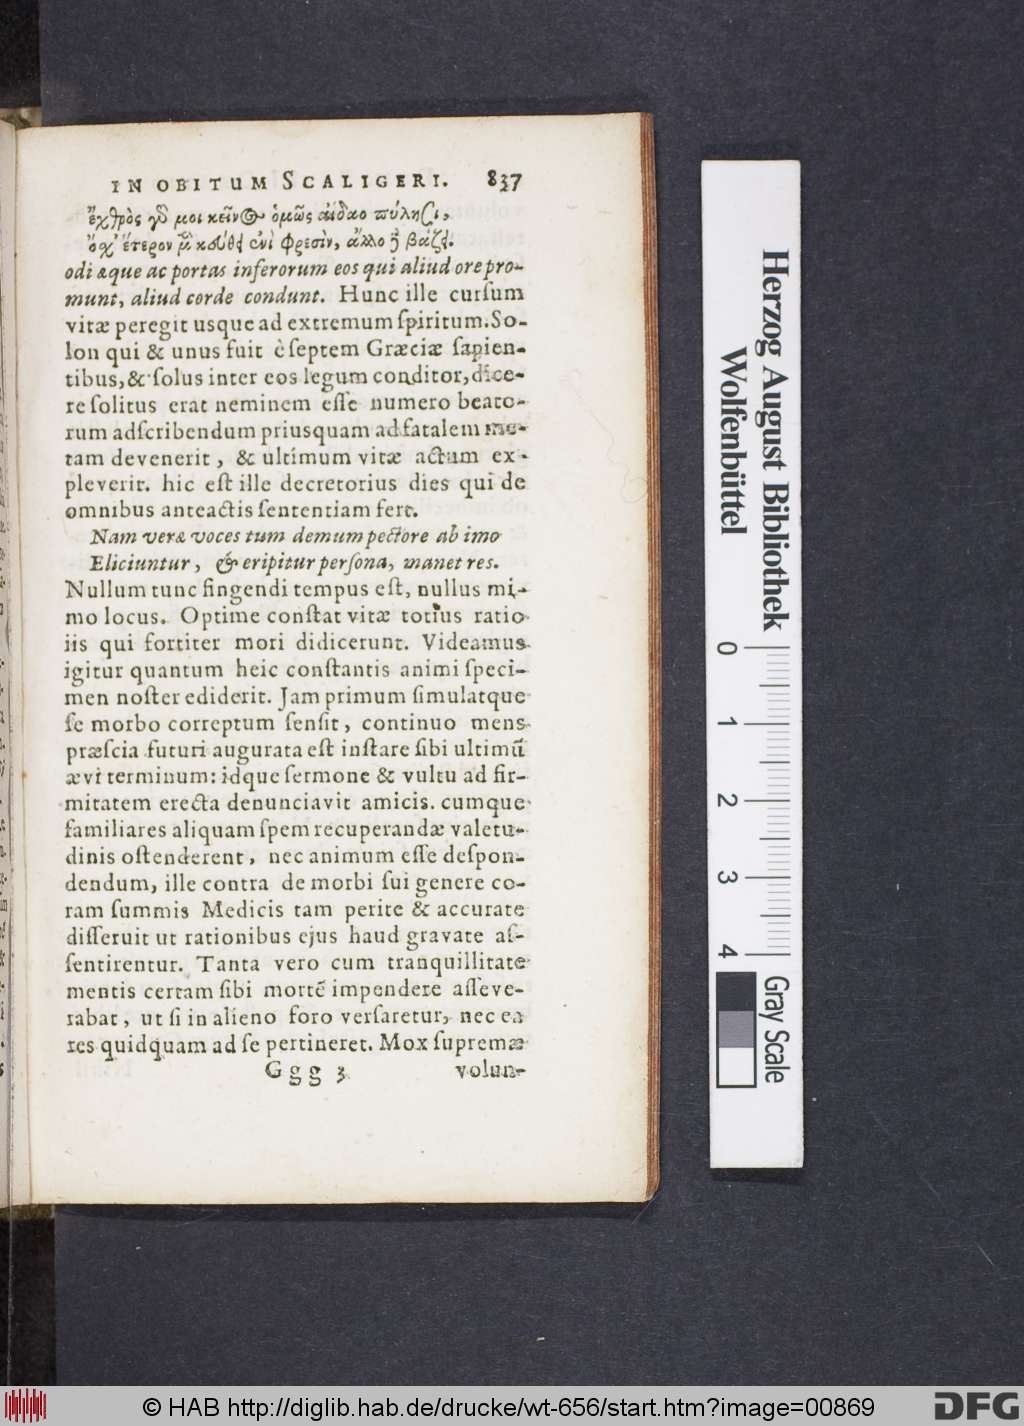 IN OBITUM SCALIGERI. 837
ἔχθρὸς γὰρ μοι κεῖνος ὁμῶς ἀΐδαο πύλησι,
ὅς χ' ἕτερον μὲν κεύθει ἐνὶ φρεσὶν, ἄλλο δὲ βάζει.
odi æque ac portas inferorum eos qui aliud ore pro-
munt, aliud corde condunt. Hunc ille curſum
vitæ peregit usque ad extremum ſpiritum. So-
lon qui & unus fuit è ſeptem Græciæ ſapien-
tibus, & ſolus inter eos legum conditor, dice-
re ſolitus erat neminem eſſe numero beato-
rum adſcribendum priusquam ad fatalem me-
tam devenerit, & ultimum vitæ actum ex-
pleverit. hic eſt ille decretorius dies qui de
omnibus anteactis ſententiam fert.
Nam veræ voces tum demum pectore ab imo
Eliciuntur, & eripitur perſona, manet res.
Nullum tunc fingendi tempus eſt, nullus mi-
mo locus. Optime conſtat vitæ totius ratio
iis qui fortiter mori didicerunt. Videamus
igitur quantum heic conſtantis animi ſpeci-
men noſter ediderit. Jam primum ſimulatque
ſe morbo correptum ſenſit, continuo mens
præſcia futuri augurata eſt inſtare ſibi ultimū
ævi terminum: idque ſermone & vultu ad fir-
mitatem erecta denunciavit amicis. cumque
familiares aliquam ſpem recuperandæ valetu-
dinis oſtenderent, nec animum eſſe deſpon-
dendum, ille contra de morbi ſui genere co-
ram ſummis Medicis tam perite & accurate
diſſeruit ut rationibus ejus haud gravate aſ-
ſentirentur. Tanta vero cum tranquillitate
mentis certam ſibi mortē impendere aſſeve-
rabat, ut ſi in alieno foro verſaretur, nec ea
res quidquam ad ſe pertineret. Mox ſupremæ
Ggg 3 volun-
Herzog August Bibliothek
Wolfenbüttel
0 1 2 3 4
Gray Scale
© HAB http://diglib.hab.de/drucke/wt-656/start.htm?image=00869
DFG